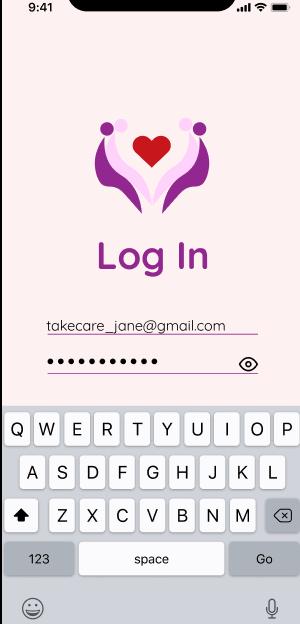 9:41
Log In
takecare_jane@gmail.com
●●●●●●●●●●●
Q W E R T Y U I O P
A S D F G H J K L
Z X C V B N M
123 space Go